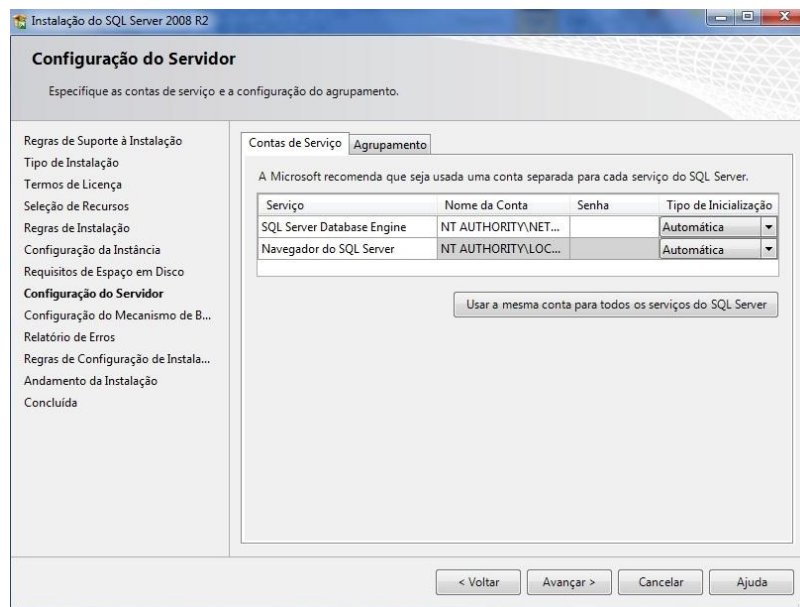 Instalação do SQL Server 2008 R2
Configuração do Servidor
Especifique as contas de serviço e a configuração do agrupamento.
Regras de Suporte à Instalação
Tipo de Instalação
Termos de Licença
Seleção de Recursos
Regras de Instalação
Configuração da Instância
Requisitos de Espaço em Disco
Configuração do Servidor
Configuração do Mecanismo de B...
Relatório de Erros
Regras de Configuração de Instala...
Andamento da Instalação
Concluída
Contas de Serviço Agrupamento
A Microsoft recomenda que seja usada uma conta separada para cada serviço do SQL Server.
Serviço Nome da Conta Senha Tipo de Inicialização
SQL Server Database Engine NT AUTHORITY\NET... Automática
Navegador do SQL Server NT AUTHORITY\LOC... Automática
Usar a mesma conta para todos os serviços do SQL Server
< Voltar Avançar > Cancelar Ajuda